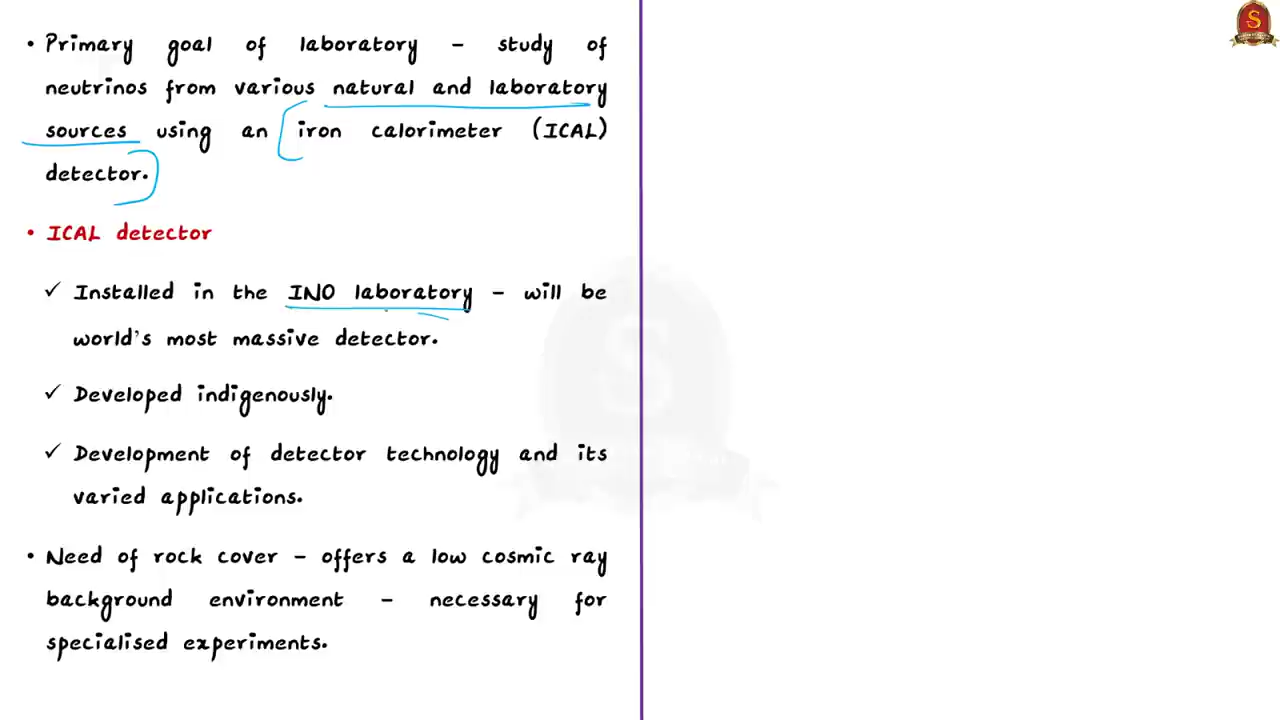 • Primary goal of laboratory – study of
neutrinos from various natural and laboratory
sources using an iron calorimeter (ICAL)
detector.
• ICAL detector
✓ Installed in the INO laboratory – will be
world's most massive detector.
✓ Developed indigenously.
✓ Development of detector technology and its
varied applications.
• Need of rock cover – offers a low cosmic ray
background environment – necessary for
specialised experiments.
S